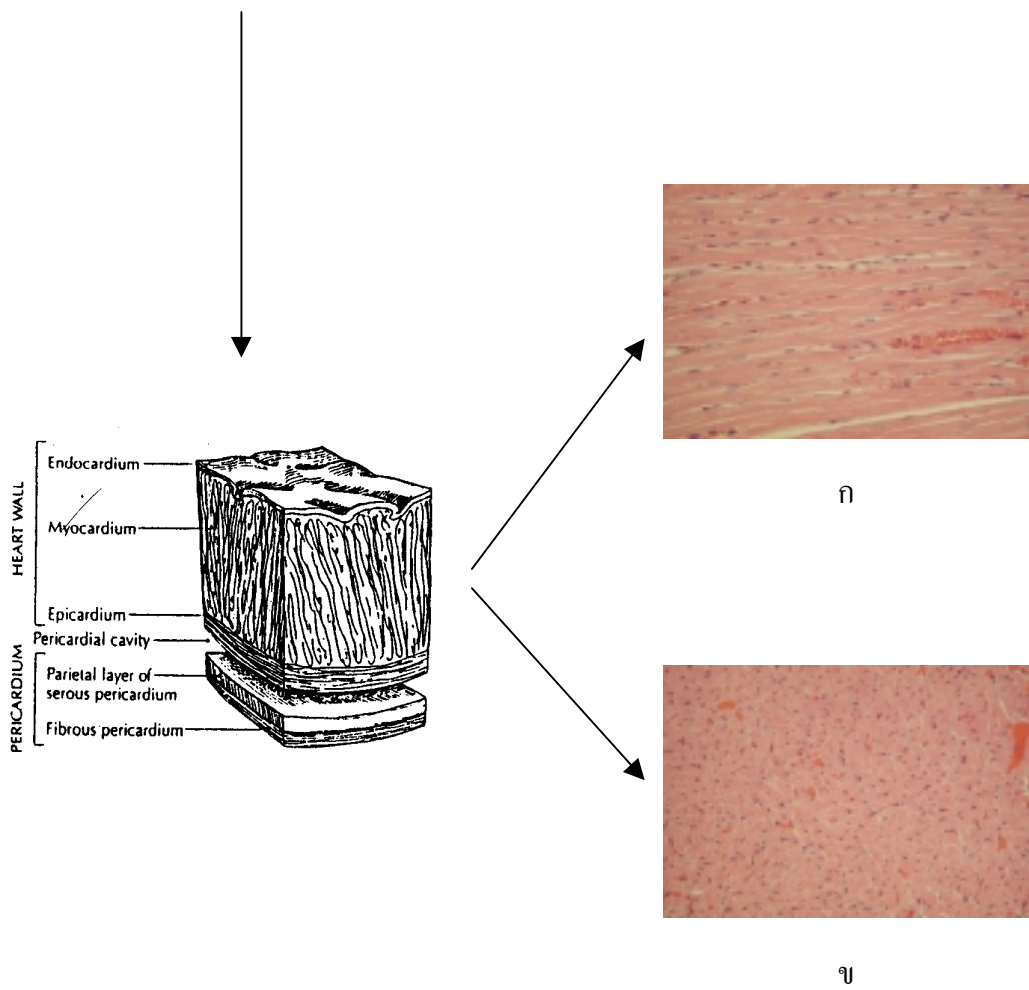 HEART WALL
Endocardium
Myocardium
Epicardium
Pericardial cavity
PERICARDIUM
Parietal layer of
serous pericardium
Fibrous pericardium
ก
ข